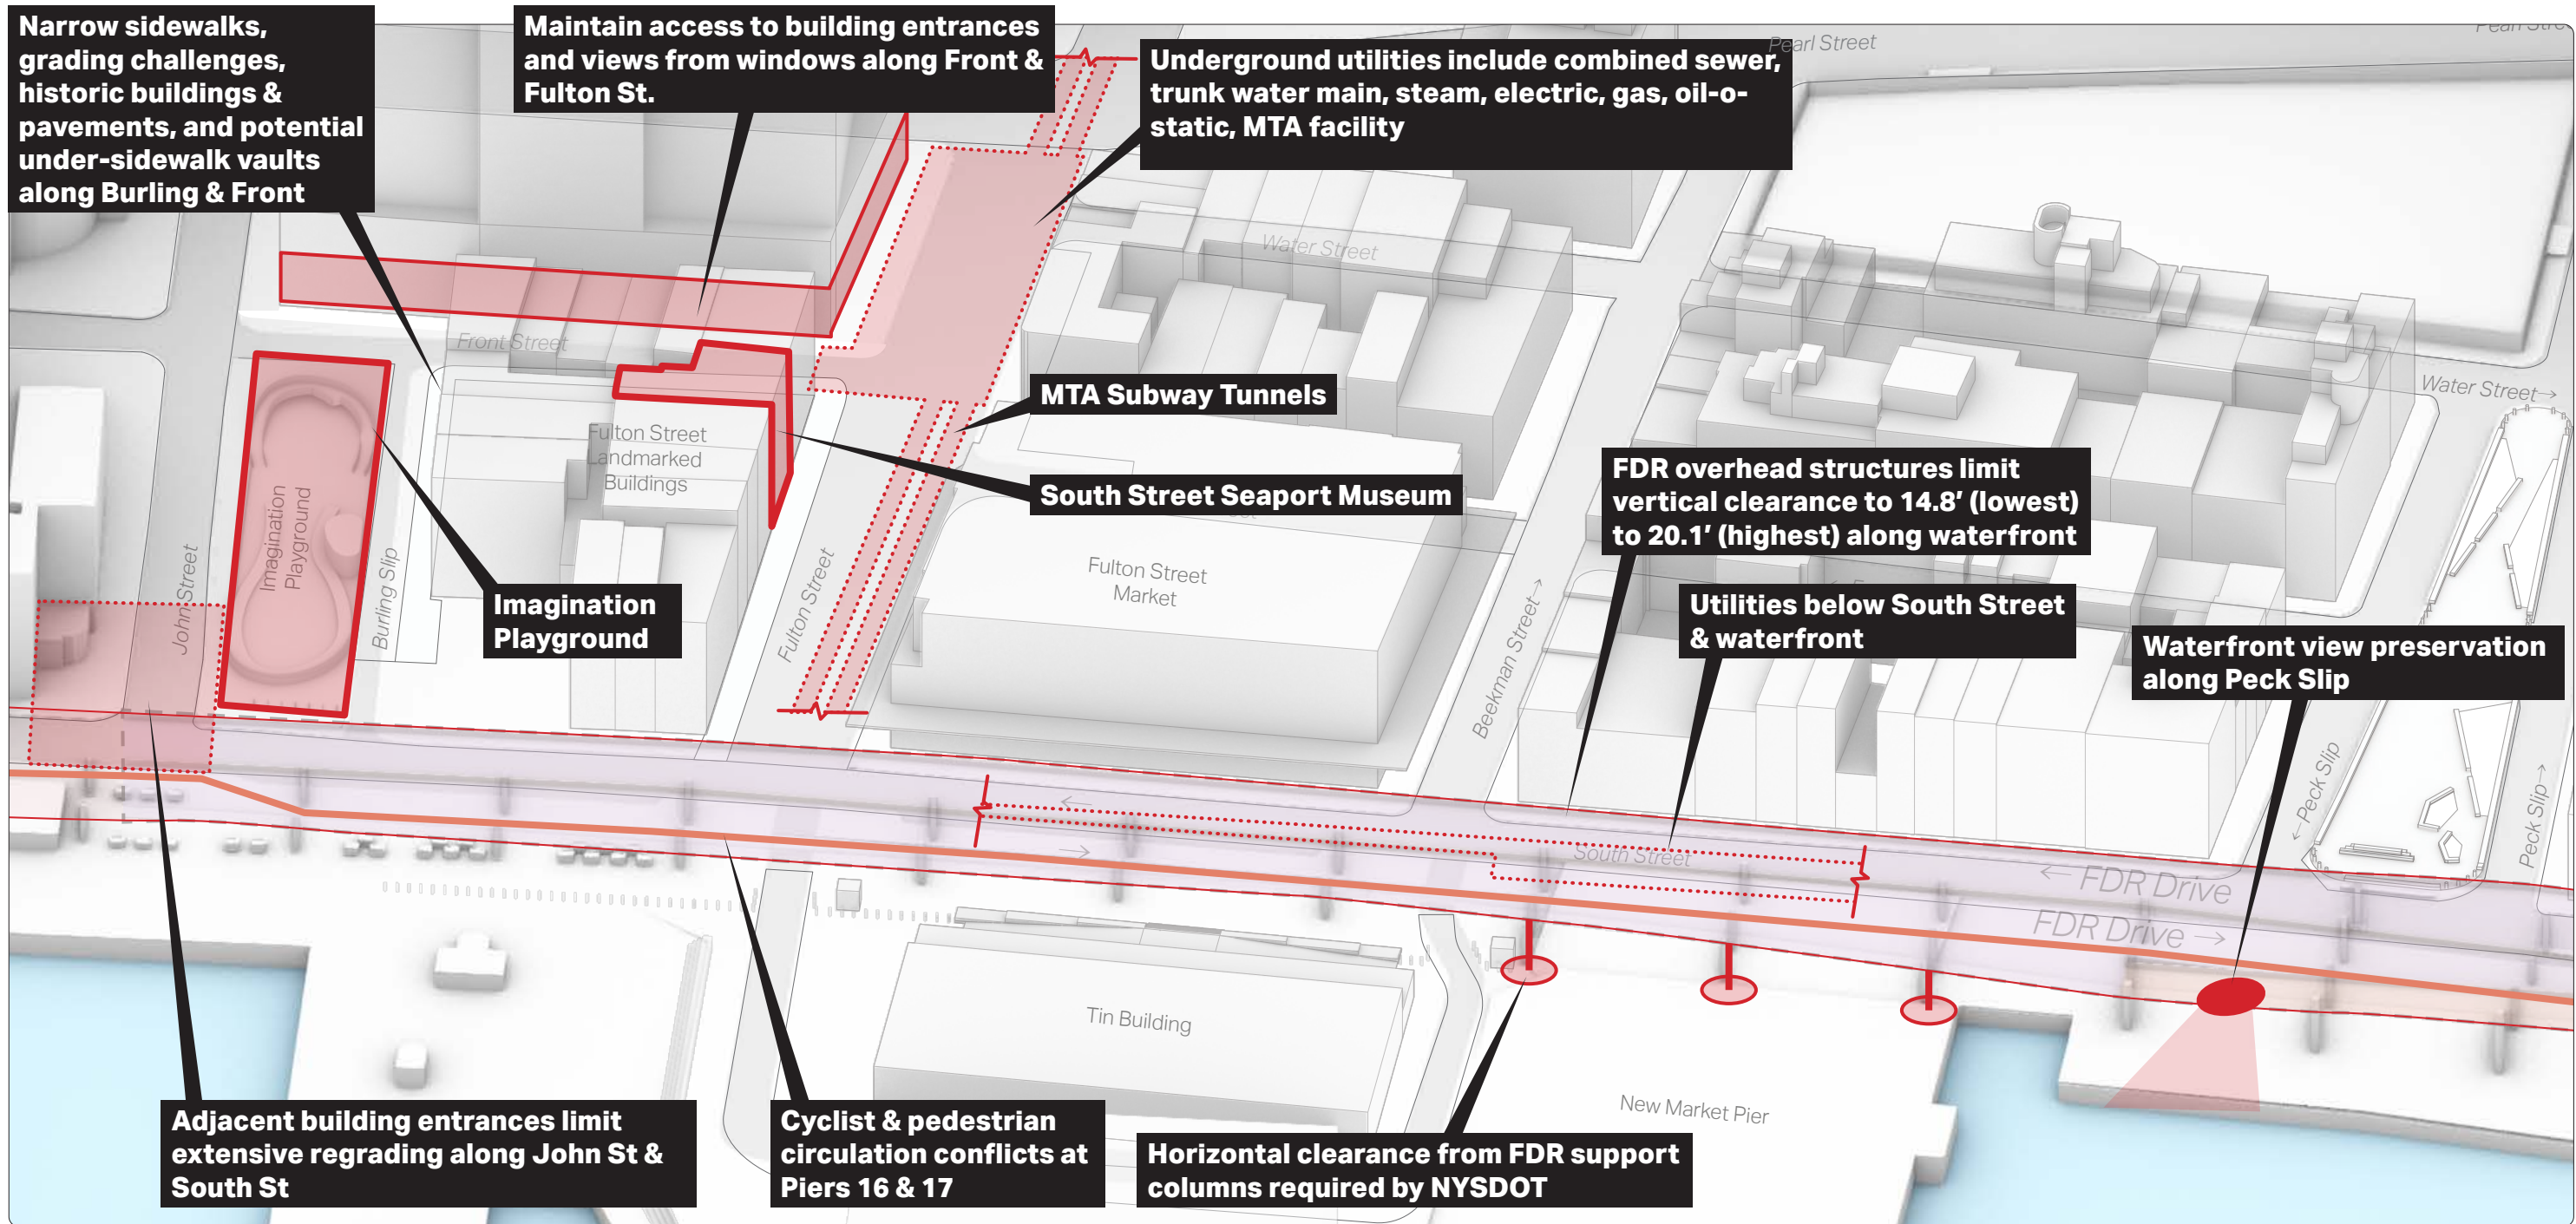 Narrow sidewalks,
grading challenges,
historic buildings &
pavements, and potential
under-sidewalk vaults
along Burling & Front
Maintain access to building entrances
and views from windows along Front &
Fulton St.
Underground utilities include combined sewer,
trunk water main, steam, electric, gas, oil-o-
static, MTA facility
Pearl Street
Pearl Street
Water Street
Front Street
MTA Subway Tunnels
Water Street→
Fulton Street
Landmarked
Buildings
South Street Seaport Museum
FDR overhead structures limit
vertical clearance to 14.8′ (lowest)
to 20.1′ (highest) along waterfront
Imagination
Playground
John Street
Burling Slip
Imagination
Playground
Fulton Street
Fulton Street
Market
Beekman Street →
Utilities below South Street
& waterfront
Waterfront view preservation
along Peck Slip
← Peck Slip
Peck Slip →
←
→
South Street
← FDR Drive
FDR Drive →
Tin Building
New Market Pier
Adjacent building entrances limit
extensive regrading along John St &
South St
Cyclist & pedestrian
circulation conflicts at
Piers 16 & 17
Horizontal clearance from FDR support
columns required by NYSDOT